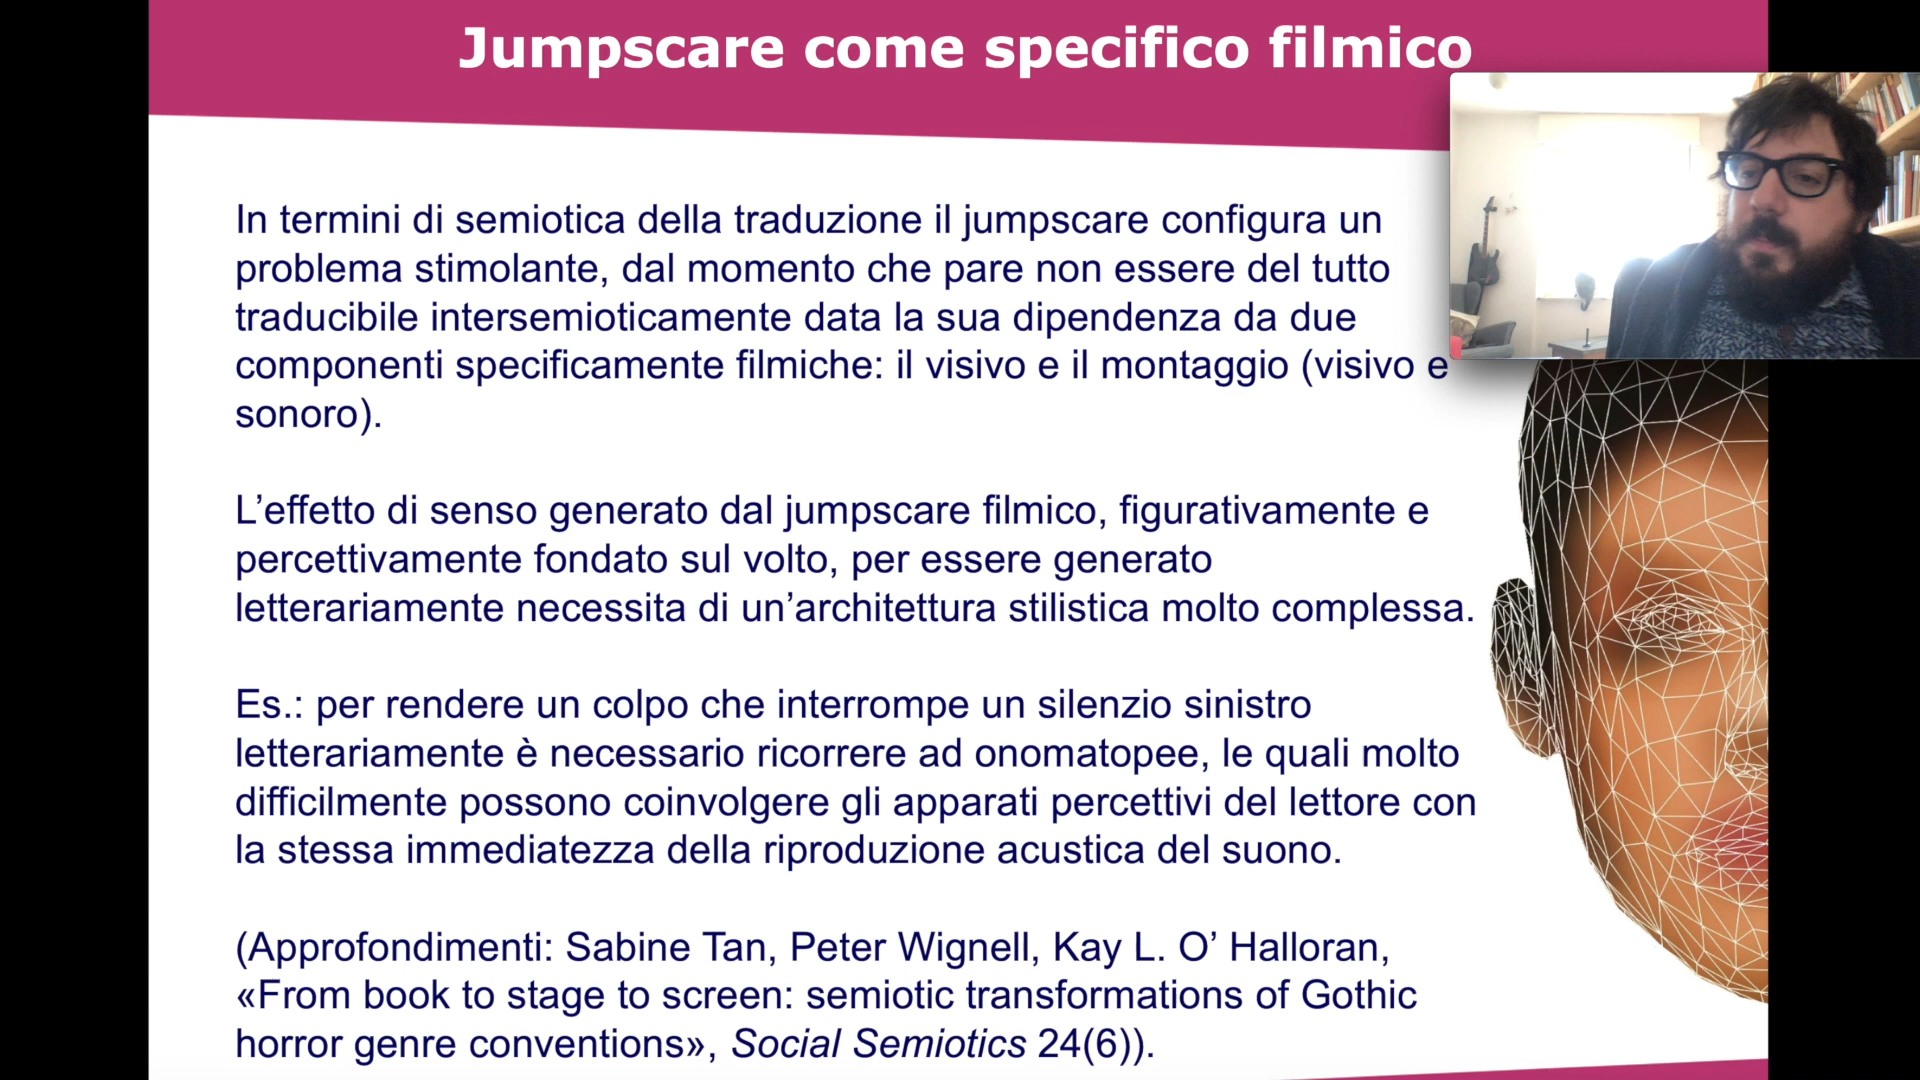 Jumpscare come specifico filmico
In termini di semiotica della traduzione il jumpscare configura un
problema stimolante, dal momento che pare non essere del tutto
traducibile intersemioticamente data la sua dipendenza da due
componenti specificamente filmiche: il visivo e il montaggio (visivo e
sonoro).
L’effetto di senso generato dal jumpscare filmico, figurativamente e
percettivamente fondato sul volto, per essere generato
letterariamente necessita di un’architettura stilistica molto complessa.
Es.: per rendere un colpo che interrompe un silenzio sinistro
letterariamente è necessario ricorrere ad onomatopee, le quali molto
difficilmente possono coinvolgere gli apparati percettivi del lettore con
la stessa immediatezza della riproduzione acustica del suono.
(Approfondimenti: Sabine Tan, Peter Wignell, Kay L. O’ Halloran,
«From book to stage to screen: semiotic transformations of Gothic
horror genre conventions», Social Semiotics 24(6)).